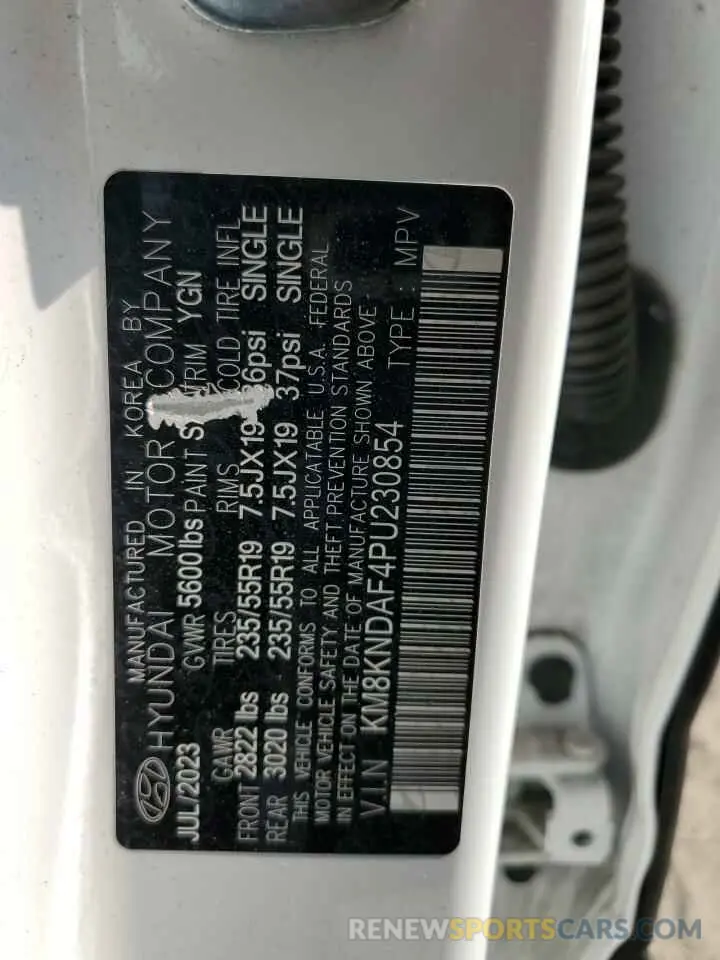 MANUFACTURED IN KOREA BY
HYUNDAI MOTOR COMPANY
JUL/2023 GVWR 5600lbs PAINT TRIM YGN
GAWR TIRES RIMS COLD TIRE INFL
FRONT 2822 lbs 235/55R19 7.5JX19 36psi SINGLE
REAR 3020 lbs 235/55R19 7.5JX19 37psi SINGLE
THIS VEHICLE CONFORMS TO ALL APPLICATABLE U.S.A. FEDERAL
MOTOR VEHICLE SAFETY AND THEFT PREVENTION STANDARDS
IN EFFECT ON THE DATE OF MANUFACTURE SHOWN ABOVE
VIN : KM8KNDAF4PU230854 TYPE : MPV
RENEWSPORTSCARS.COM